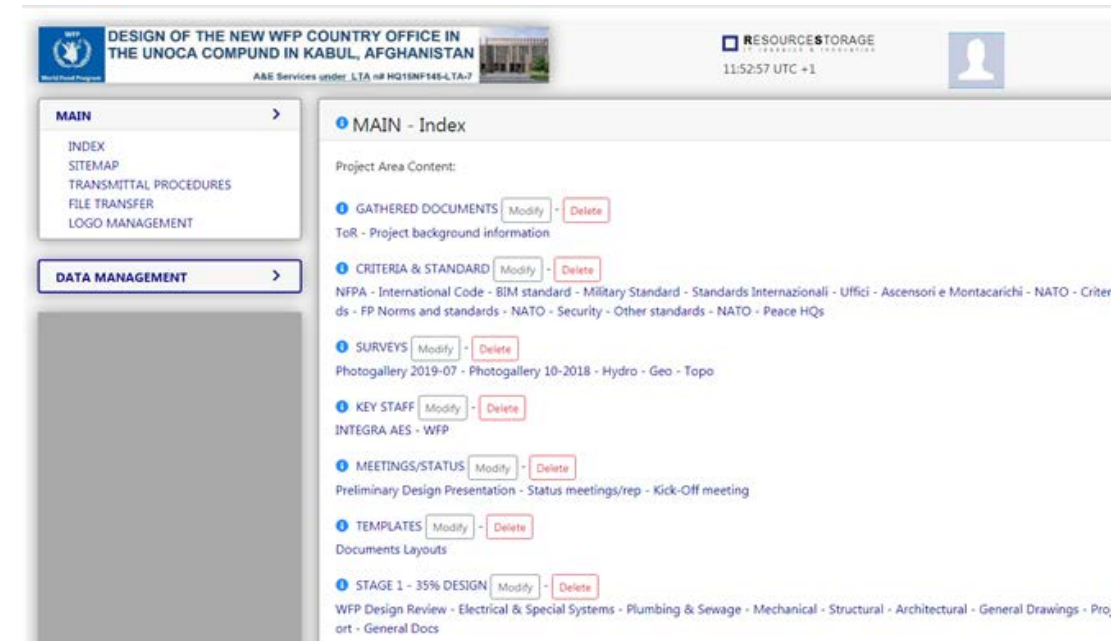 WFP
World Food Program
DESIGN OF THE NEW WFP COUNTRY OFFICE IN
THE UNOCA COMPUND IN KABUL, AFGHANISTAN
A&E Services under LTA n# HQ15NF145-LTA-7
RESOURCESTORAGE
11:52:57 UTC +1
MAIN >
INDEX
SITEMAP
TRANSMITTAL PROCEDURES
FILE TRANSFER
LOGO MANAGEMENT
DATA MANAGEMENT >
MAIN - Index
Project Area Content:
GATHERED DOCUMENTS Modify - Delete
ToR - Project background information
CRITERIA & STANDARD Modify - Delete
NFPA - International Code - BIM standard - Military Standard - Standards Internazionali - Uffici - Ascensori e Montacarichi - NATO - Criter
ds - FP Norms and standards - NATO - Security - Other standards - NATO - Peace HQs
SURVEYS Modify - Delete
Photogallery 2019-07 - Photogallery 10-2018 - Hydro - Geo - Topo
KEY STAFF Modify - Delete
INTEGRA AES - WFP
MEETINGS/STATUS Modify - Delete
Preliminary Design Presentation - Status meetings/rep - Kick-Off meeting
TEMPLATES Modify - Delete
Documents Layouts
STAGE 1 - 35% DESIGN Modify - Delete
WFP Design Review - Electrical & Special Systems - Plumbing & Sewage - Mechanical - Structural - Architectural - General Drawings - Proj
ort - General Docs